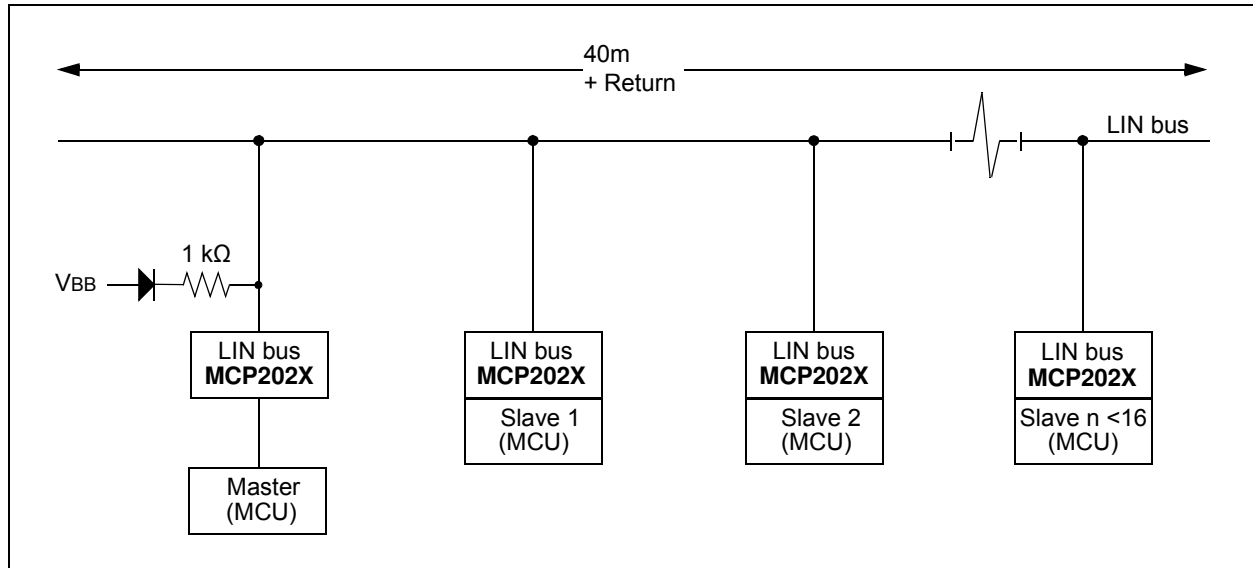 40m
+ Return
LIN bus
1 kΩ
VBB
LIN bus
MCP202X
Master
(MCU)
LIN bus
MCP202X
Slave 1
(MCU)
LIN bus
MCP202X
Slave 2
(MCU)
LIN bus
MCP202X
Slave n <16
(MCU)